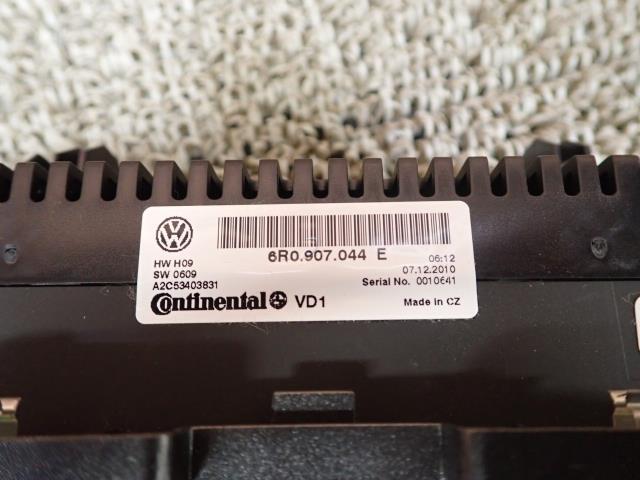 6R0.907.044 E
06:12
07.12.2010
Serial No. 0010641
Made in CZ
HW H09
SW 0609
A2C53403831
Continental VD1